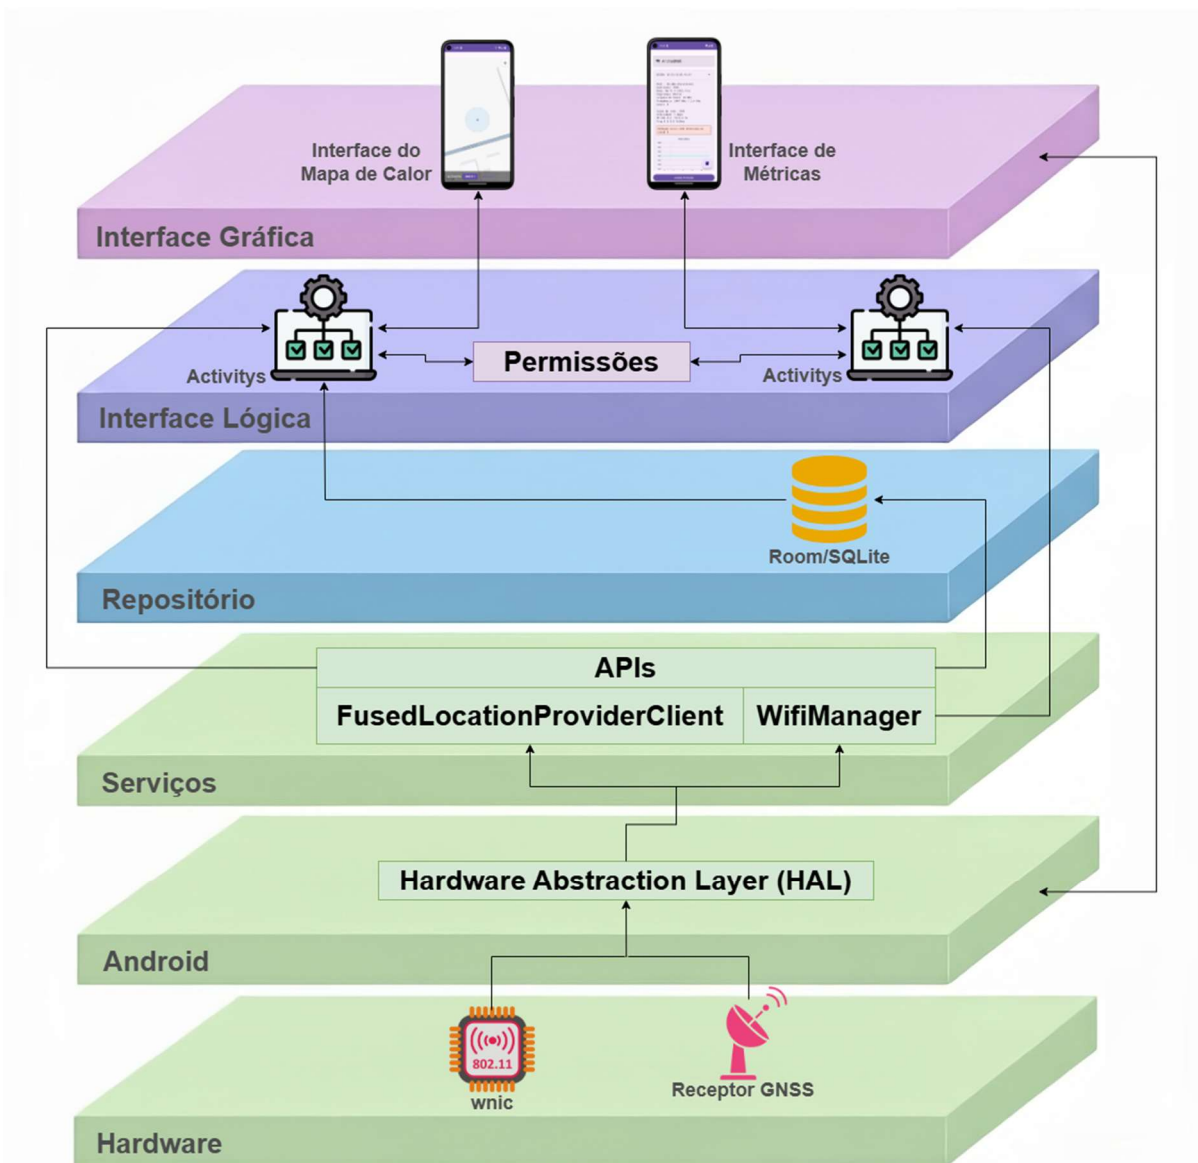 Interface do
Mapa de Calor
Interface de
Métricas
Interface Gráfica
Permissões
Activitys
Activitys
Interface Lógica
Room/SQLite
Repositório
APIs
FusedLocationProviderClient
WifiManager
Serviços
Hardware Abstraction Layer (HAL)
Android
802.11
wnic
Receptor GNSS
Hardware